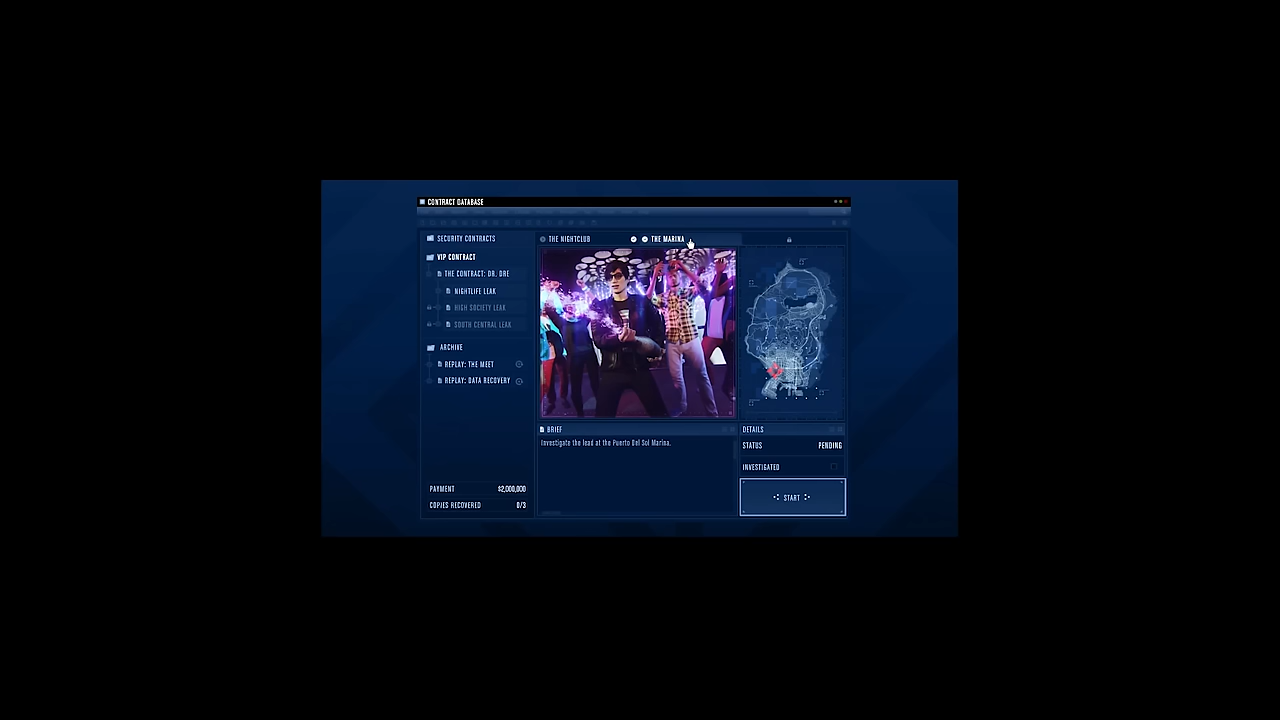 CONTRACT DATABASE
SECURITY CONTRACTS
VIP CONTRACT
THE CONTRACT: DR. DRE
NIGHTLIFE LEAK
HIGH SOCIETY LEAK
SOUTH CENTRAL LEAK
ARCHIVE
REPLAY: THE MEET
REPLAY: DATA RECOVERY
PAYMENT $2,000,000
COPIES RECOVERED 0/3
THE NIGHTCLUB
THE MARINA
BRIEF
Investigate the lead at the Puerto Del Sol Marina.
DETAILS
STATUS PENDING
INVESTIGATED
START